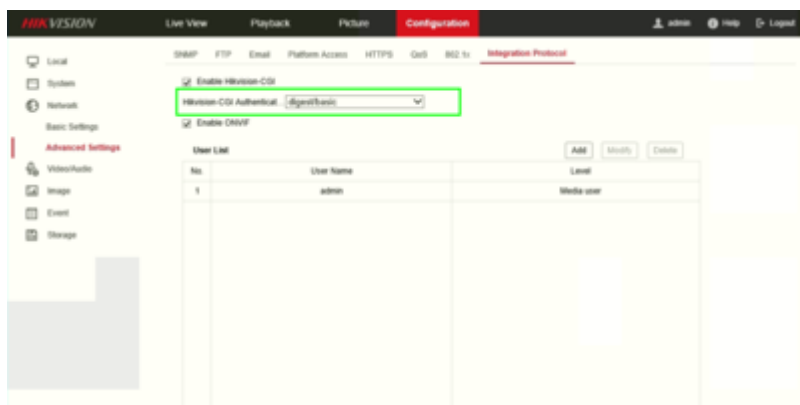 HIKVISION Live View Playback Picture Configuration admin Help Logout
Local
System
Network
Basic Settings
Advanced Settings
Video/Audio
Image
Event
Storage
SNMP FTP Email Platform Access HTTPS QoS 802.1x Integration Protocol
Enable Hikvision-CGI
Hikvision-CGI Authenticat... digest/basic
Enable ONVIF
User List Add Modify Delete
No. User Name Level
1 admin Media user